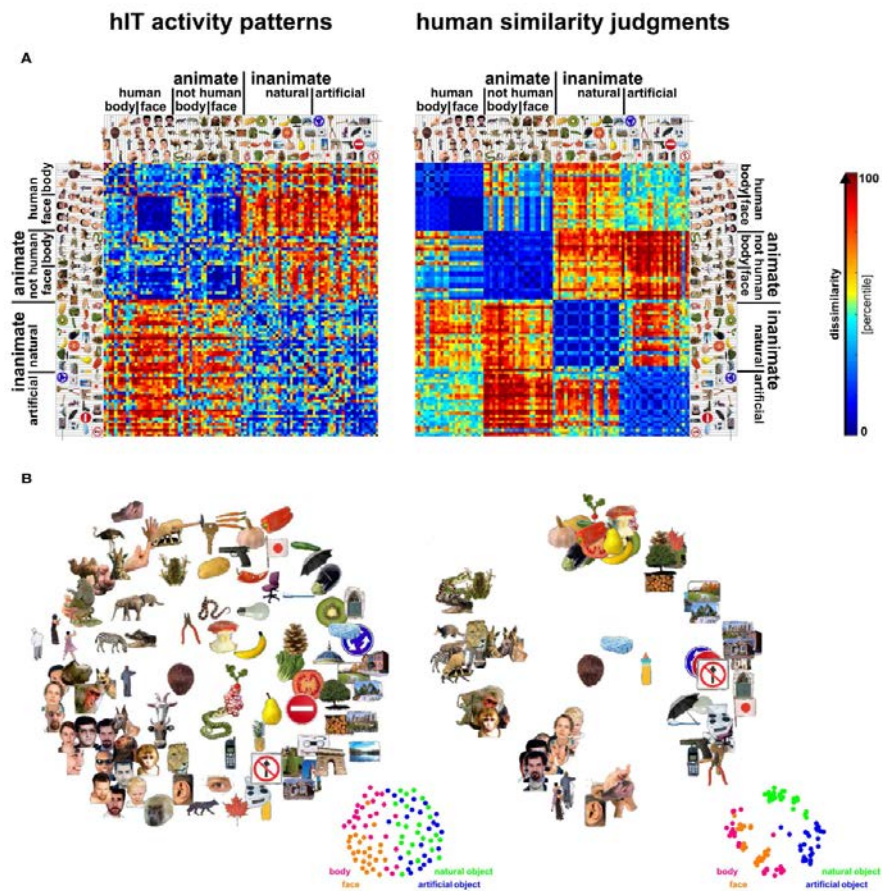 hIT activity patterns
human similarity judgments
A
animate inanimate
human not human natural artificial
body face body face
animate inanimate
human not human natural artificial
body face body face
human
body
face
animate
not human
body
face
inanimate
natural
artificial
human
body
face
animate
not human
body
face
inanimate
natural
artificial
100
dissimilarity
[percentile]
0
B
body
face
natural object
artificial object
body
face
natural object
artificial object